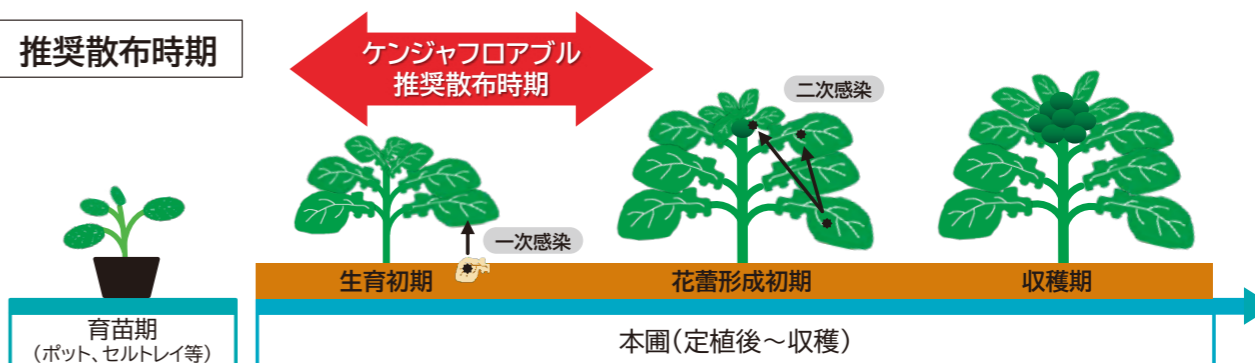 推奨散布時期
ケンジャフロアブル
推奨散布時期
二次感染
一次感染
生育初期
花蕾形成初期
収穫期
育苗期
（ポット、セルトレイ等）
本圃（定植後～収穫）